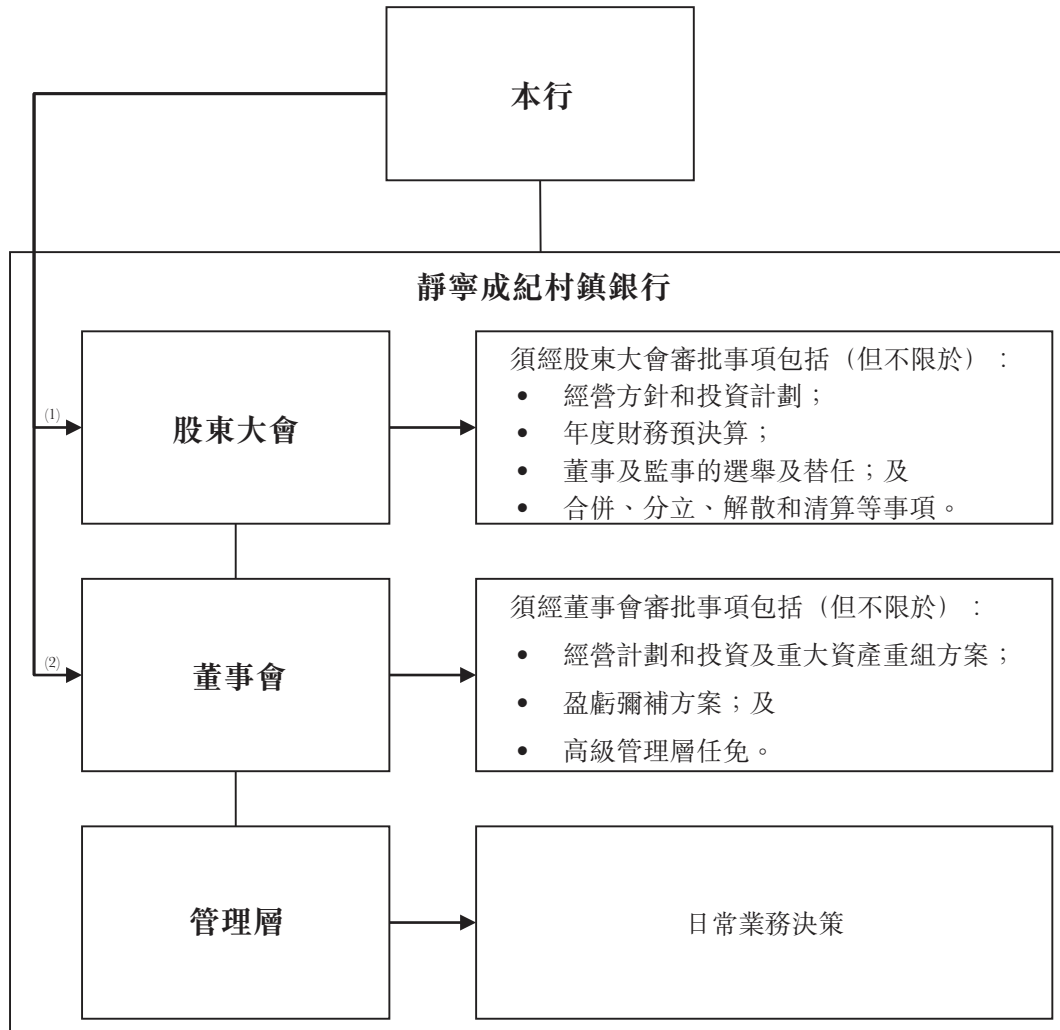 本行
靜寧成紀村鎮銀行
(1)
股東大會
須經股東大會審批事項包括（但不限於）：
• 經營方針和投資計劃；
• 年度財務預決算；
• 董事及監事的選舉及替任；及
• 合併、分立、解散和清算等事項。
(2)
董事會
須經董事會審批事項包括（但不限於）：
• 經營計劃和投資及重大資產重組方案；
• 盈虧彌補方案；及
• 高級管理層任免。
管理層
日常業務決策